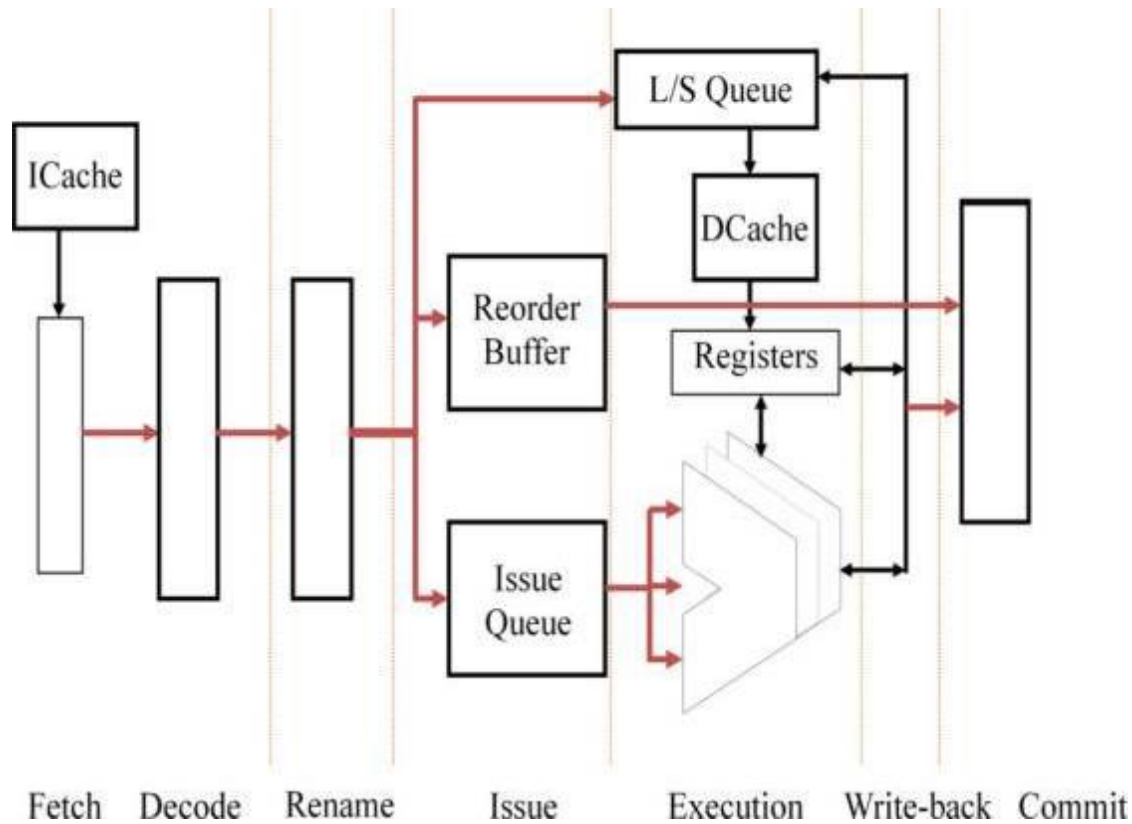 L/S Queue
ICache
DCache
Reorder
Buffer
Registers
Issue
Queue
Fetch Decode Rename Issue Execution Write-back Commit